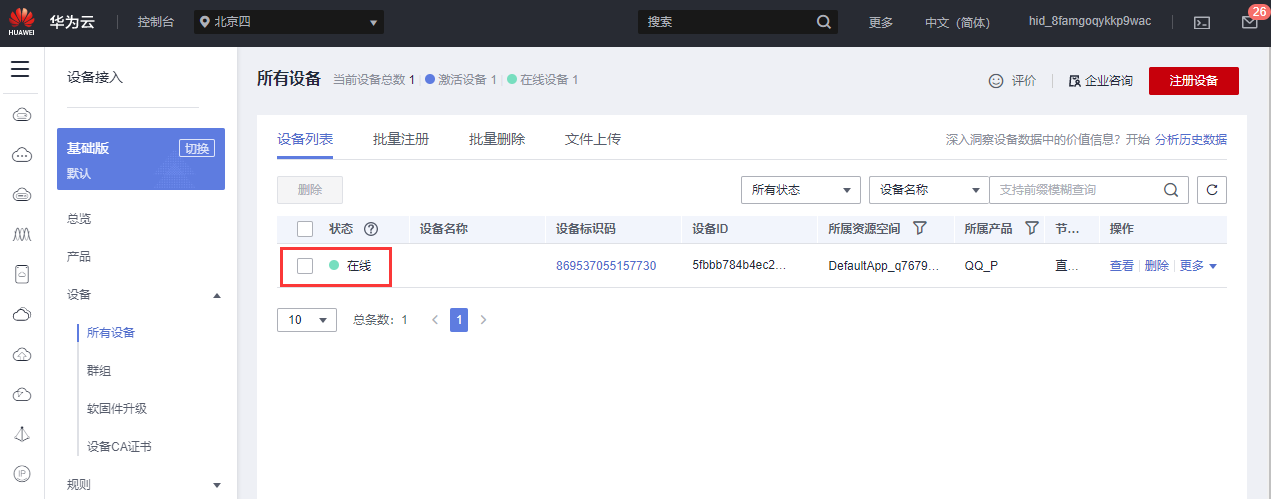 HUAWEI
华为云
控制台
北京四
搜索
更多
中文（简体）
hid_8famgoqykkp9wac
26
设备接入
所有设备
当前设备总数 1
激活设备 1
在线设备 1
评价
企业咨询
注册设备
基础版
切换
默认
设备列表
批量注册
批量删除
文件上传
深入洞察设备数据中的价值信息？开始 分析历史数据
删除
所有状态
设备名称
支持前缀模糊查询
状态
设备名称
设备标识码
设备ID
所属资源空间
所属产品
节...
操作
在线
869537055157730
5fbbb784b4ec2...
DefaultApp_q7679...
QQ_P
直...
查看
删除
更多
10
总条数：1
1
总览
产品
设备
所有设备
群组
软固件升级
设备CA证书
规则
IP